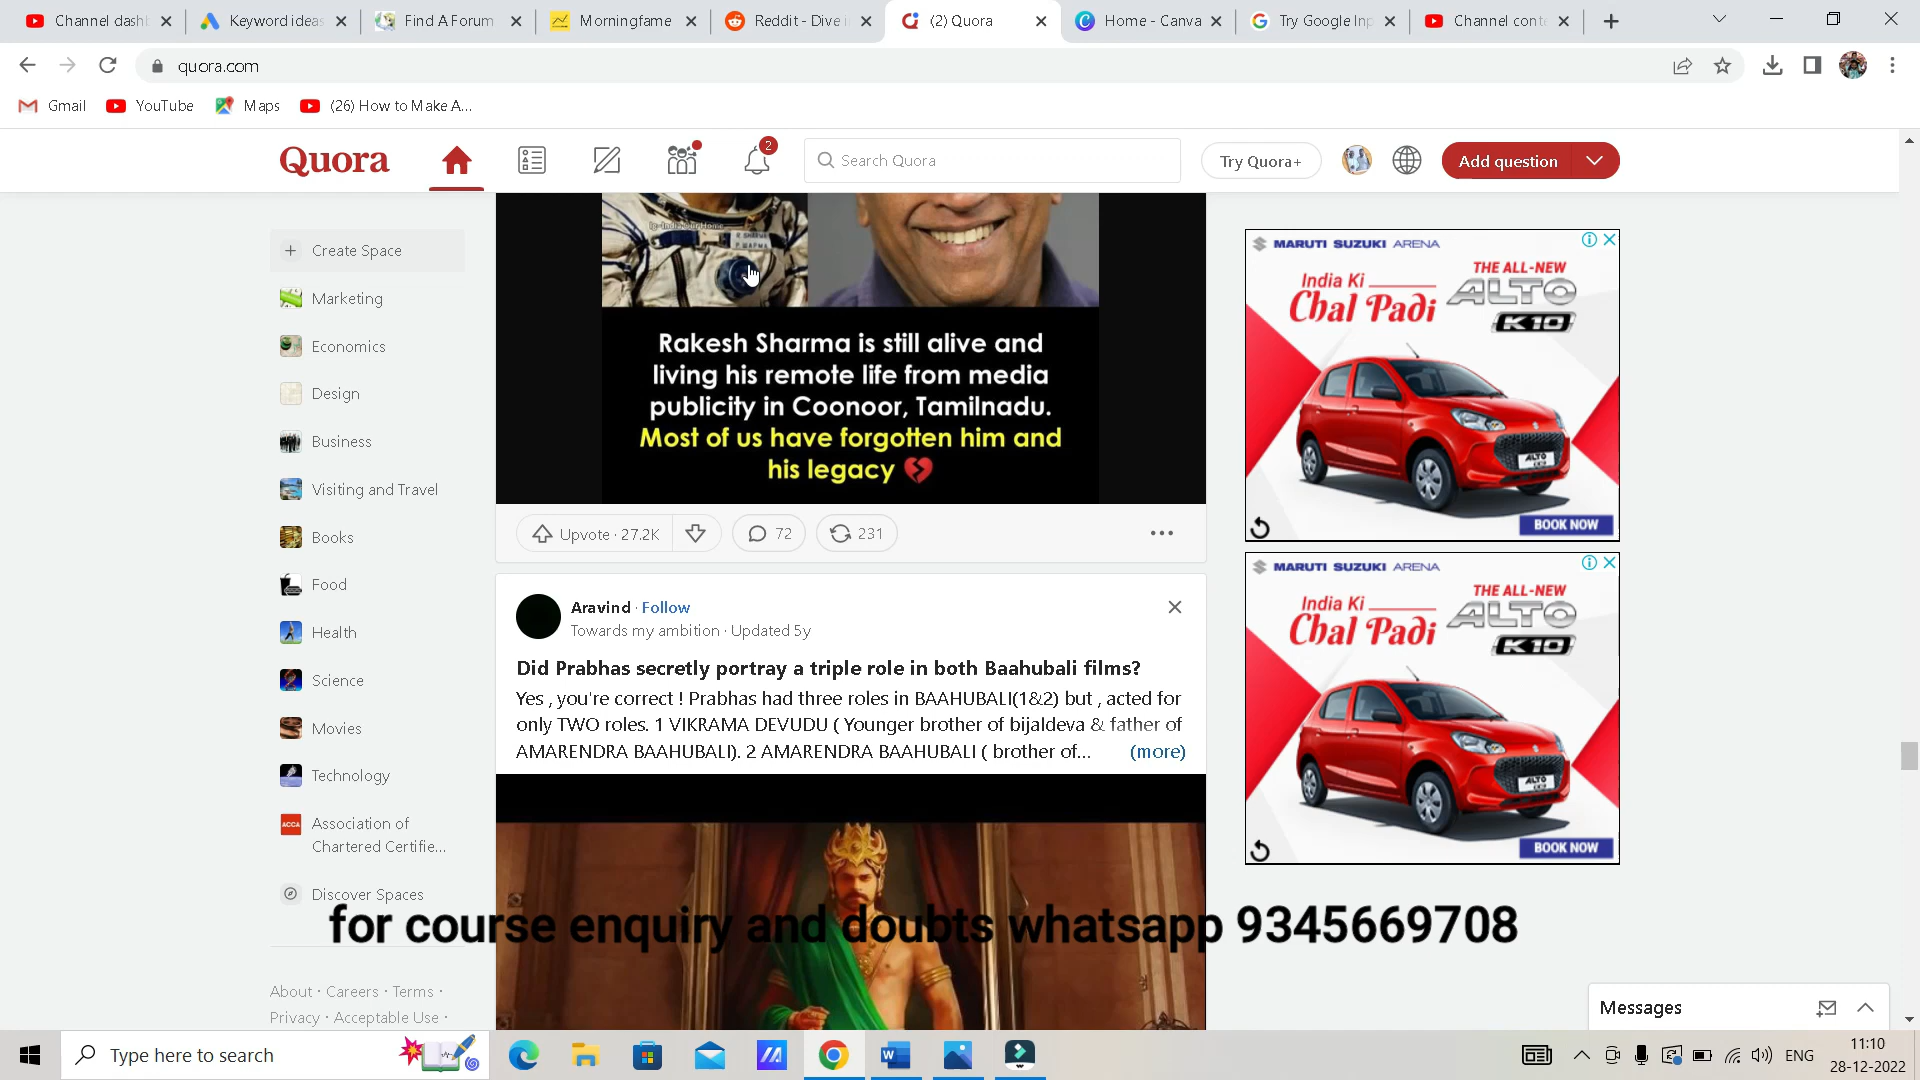 Channel dashb
Keyword ideas
Find A Forum
Morningfame
Reddit - Dive i
(2) Quora
Home - Canva
Try Google Inp
Channel cont
quora.com
Gmail
YouTube
Maps
(26) How to Make A...
Quora
2
Search Quora
Try Quora+
Add question
Create Space
Marketing
Economics
Design
Business
Visiting and Travel
Books
Food
Health
Science
Movies
Technology
ACCA
Association of
Chartered Certifie...
Discover Spaces
About · Careers · Terms ·
Privacy · Acceptable Use ·
R. SHARMA
Rakesh Sharma is still alive and
living his remote life from media
publicity in Coonoor, Tamilnadu.
Most of us have forgotten him and
his legacy 💔
Upvote · 27.2K
72
231
Aravind · Follow
Towards my ambition · Updated 5y
Did Prabhas secretly portray a triple role in both Baahubali films?
Yes , you're correct ! Prabhas had three roles in BAAHUBALI(1&2) but , acted for
only TWO roles. 1 VIKRAMA DEVUDU ( Younger brother of bijaldeva & father of
AMARENDRA BAAHUBALI). 2 AMARENDRA BAAHUBALI ( brother of... (more)
MARUTI SUZUKI ARENA
India Ki
Chal Padi
THE ALL-NEW
ALTO
K10
ALTO
BOOK NOW
MARUTI SUZUKI ARENA
India Ki
Chal Padi
THE ALL-NEW
ALTO
K10
ALTO
BOOK NOW
for course enquiry and doubts whatsapp 9345669708
Messages
Type here to search
ENG
11:10
28-12-2022